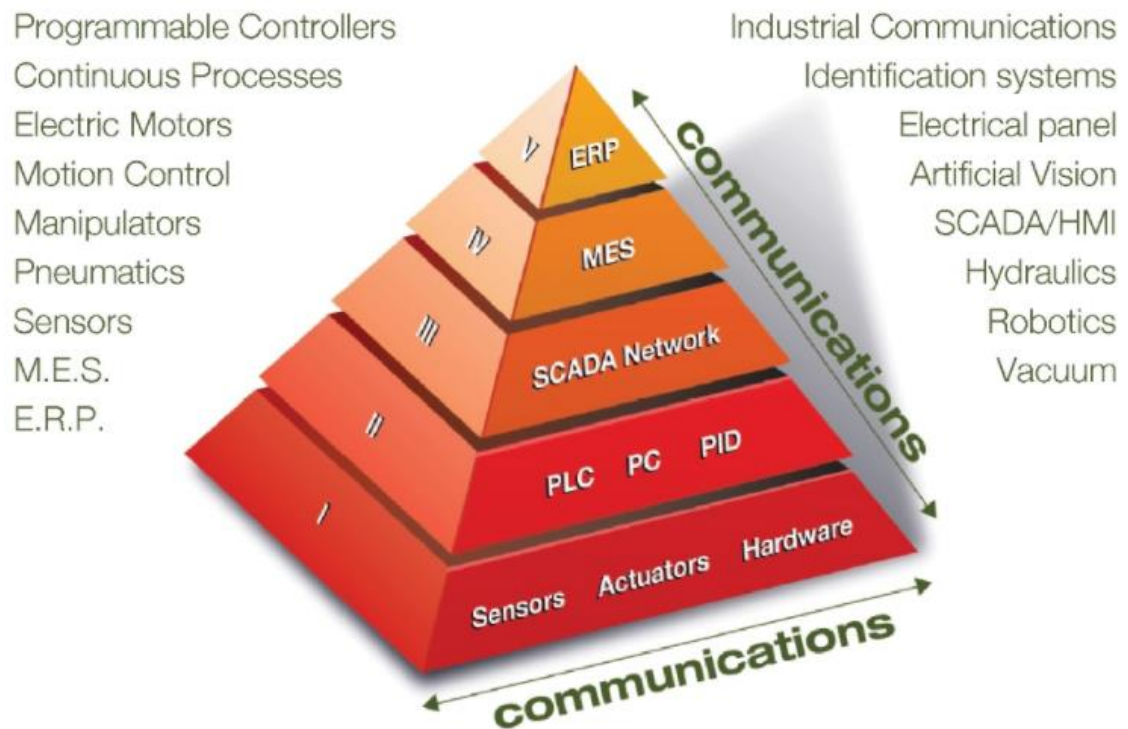 Programmable Controllers
Continuous Processes
Electric Motors
Motion Control
Manipulators
Pneumatics
Sensors
M.E.S.
E.R.P.
Industrial Communications
Identification systems
Electrical panel
Artificial Vision
SCADA/HMI
Hydraulics
Robotics
Vacuum
V ERP
IV MES
III SCADA Network
II PLC PC PID
I Sensors Actuators Hardware
communications
communications